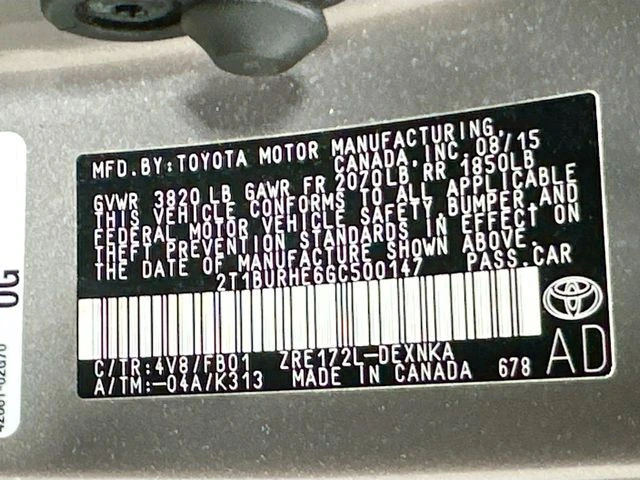 MFD.BY:TOYOTA MOTOR MANUFACTURING,
CANADA,INC. 08/15
GVWR 3820 LB GAWR FR 2070LB RR 1850LB
THIS VEHICLE CONFORMS TO ALL APPLICABLE
FEDERAL MOTOR VEHICLE SAFETY,BUMPER,AND
THEFT PREVENTION STANDARDS IN EFFECT ON
THE DATE OF MANUFACTURE SHOWN ABOVE.
2T1BURHE6GC500147 PASS.CAR
C/TR:4V8/FB01 ZRE172L-DEXNKA
A/TM:-04A/K313 MADE IN CANADA 678
AD